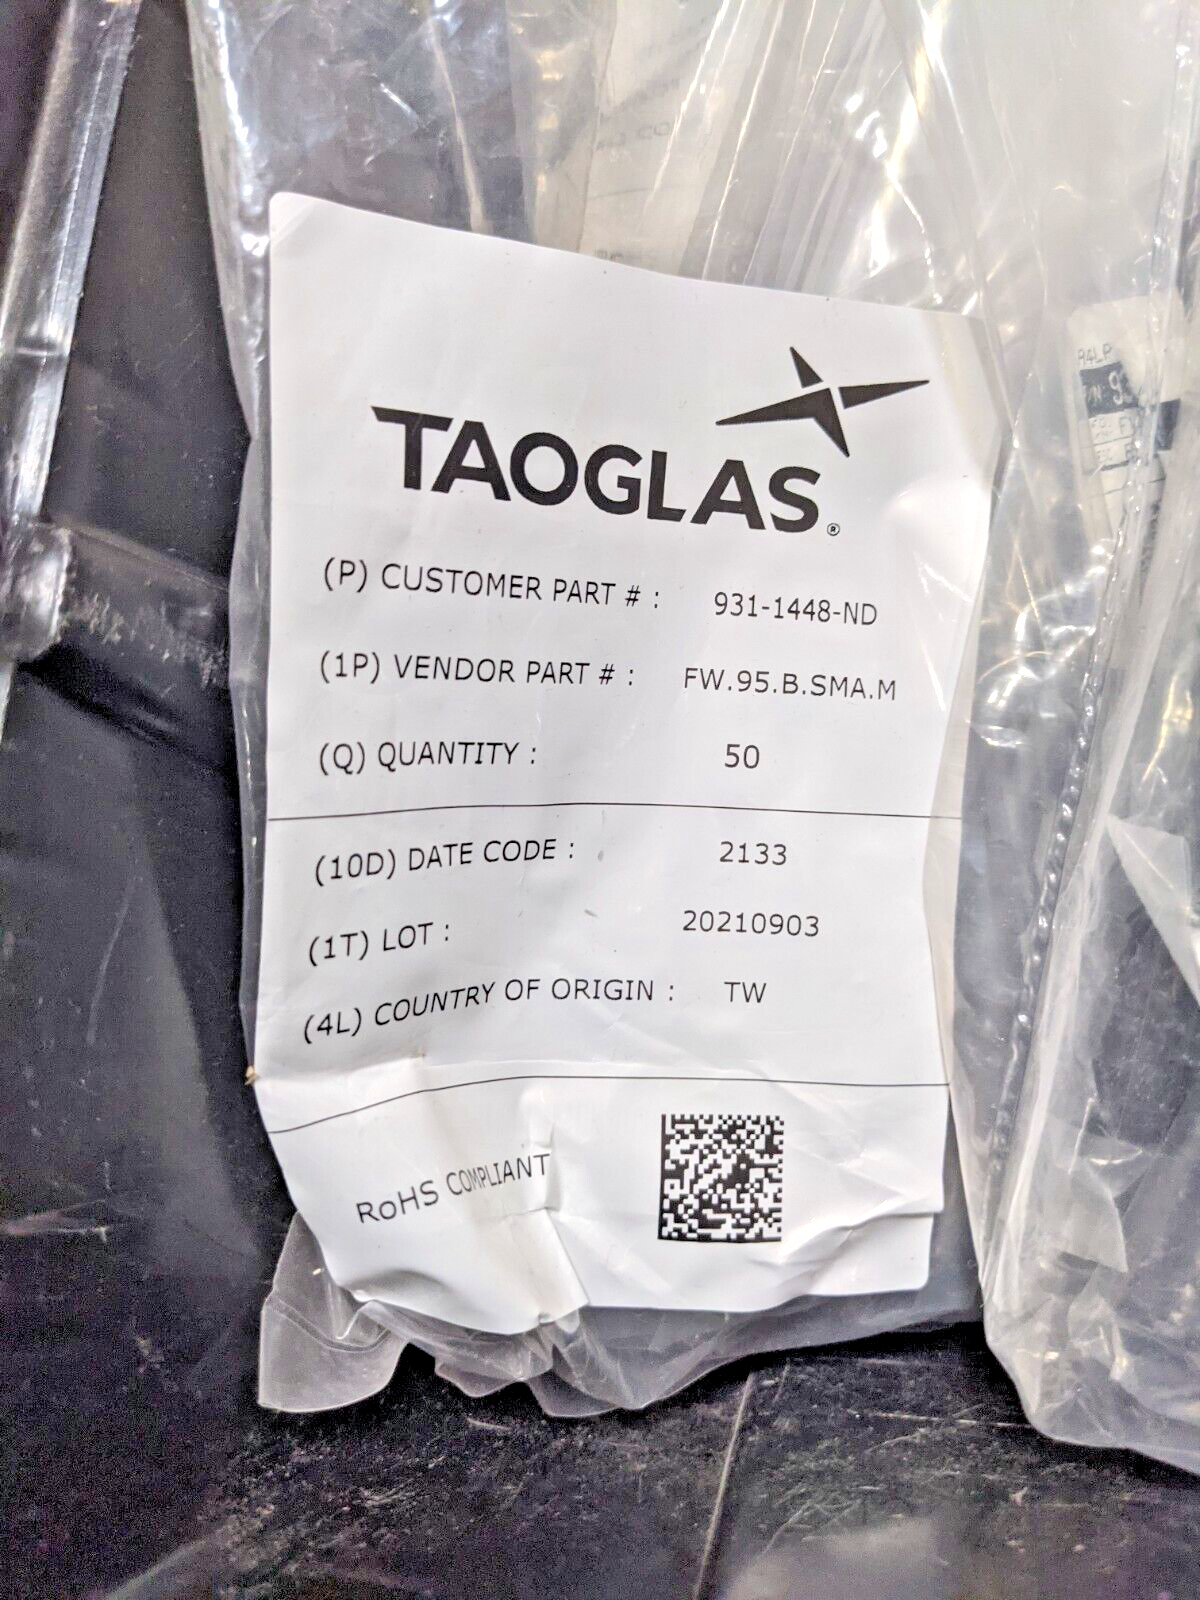 TAOGLAS®
(P) CUSTOMER PART # : 931-1448-ND
(1P) VENDOR PART # : FW.95.B.SMA.M
(Q) QUANTITY : 50
(10D) DATE CODE : 2133
(1T) LOT : 20210903
(4L) COUNTRY OF ORIGIN : TW
RoHS COMPLIANT